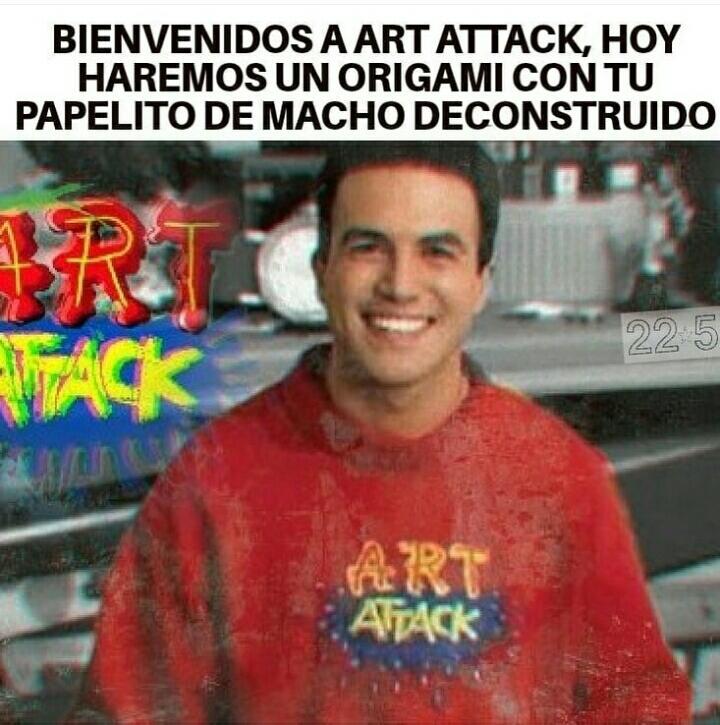 BIENVENIDOS A ART ATTACK, HOY
HAREMOS UN ORIGAMI CON TU
PAPELITO DE MACHO DECONSTRUIDO
ART
ATTACK
22 5
ART
ATTACK